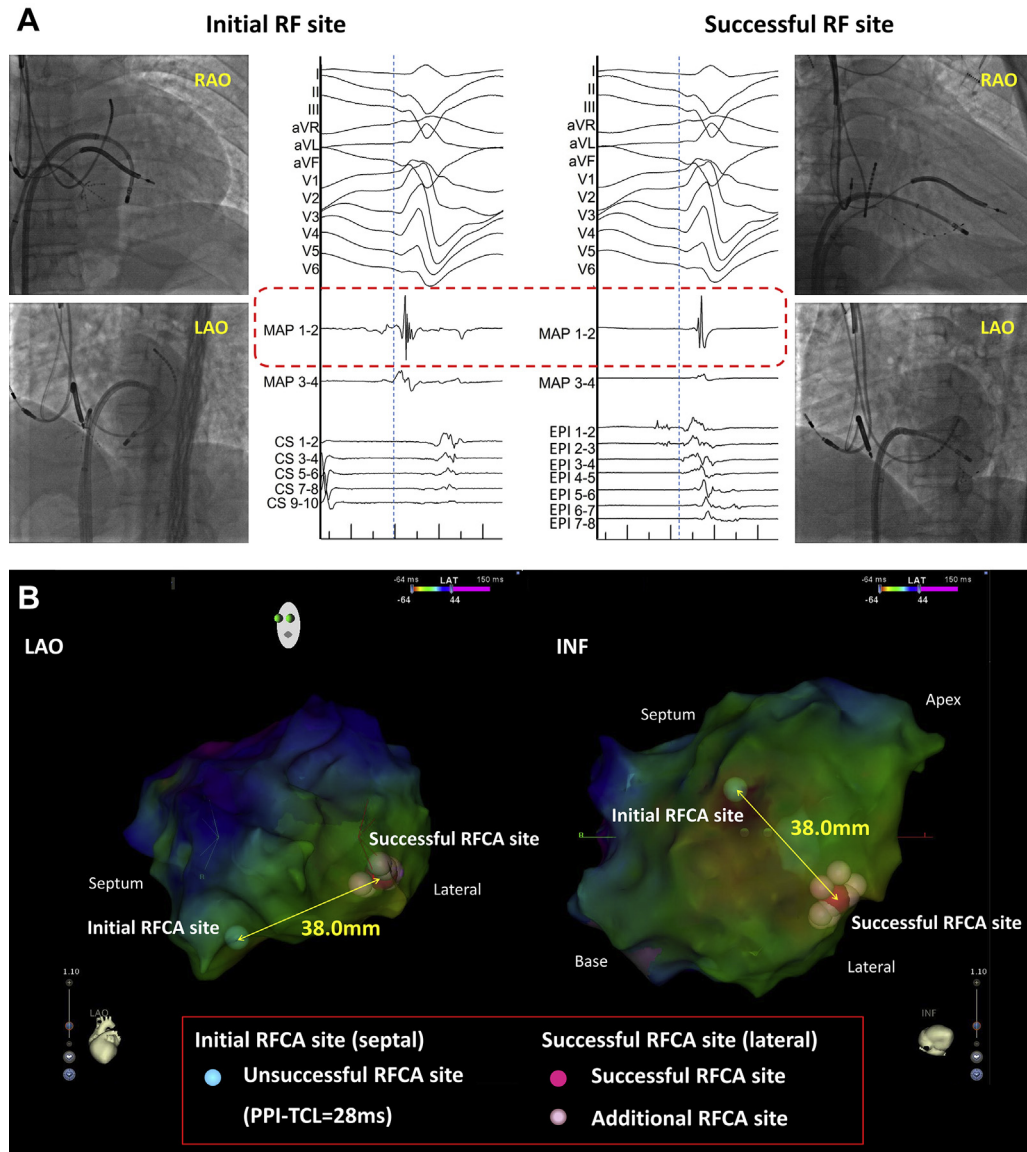 A
Initial RF site
Successful RF site
RAO
I
II
III
aVR
aVL
aVF
V1
V2
V3
V4
V5
V6
MAP 1-2
MAP 3-4
CS 1-2
CS 3-4
CS 5-6
CS 7-8
CS 9-10
LAO
I
II
III
aVR
aVL
aVF
V1
V2
V3
V4
V5
V6
MAP 1-2
MAP 3-4
EPI 1-2
EPI 2-3
EPI 3-4
EPI 4-5
EPI 5-6
EPI 6-7
EPI 7-8
RAO
LAO
B
-64 ms LAT 150 ms
-64 44
LAO
Septum
Successful RFCA site
Lateral
Initial RFCA site
38.0mm
1.10
LAO
-64 ms LAT 150 ms
-64 44
INF
Septum
Apex
Initial RFCA site
38.0mm
Successful RFCA site
Base
Lateral
1.10
INF
Initial RFCA site (septal)
Unsuccessful RFCA site
(PPI-TCL=28ms)
Successful RFCA site (lateral)
Successful RFCA site
Additional RFCA site